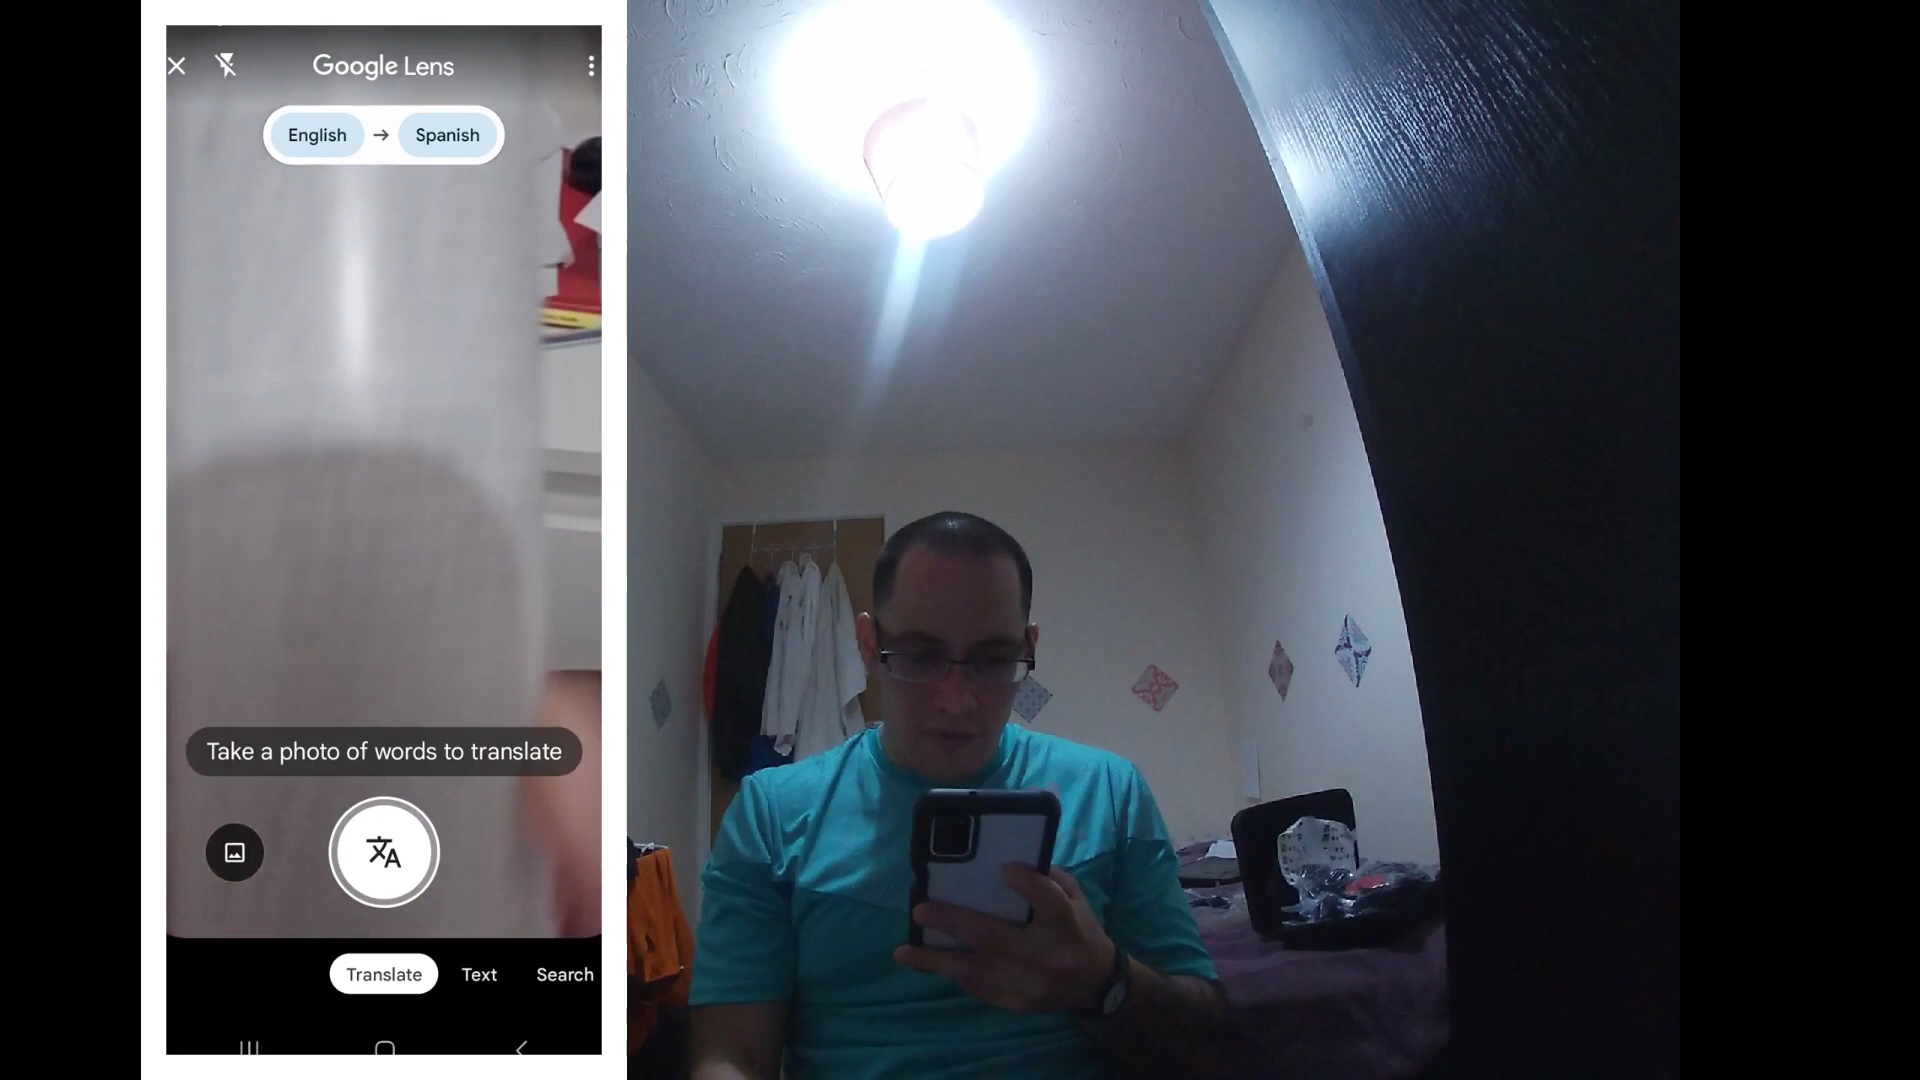 Google Lens
English → Spanish
Take a photo of words to translate
Translate Text Search